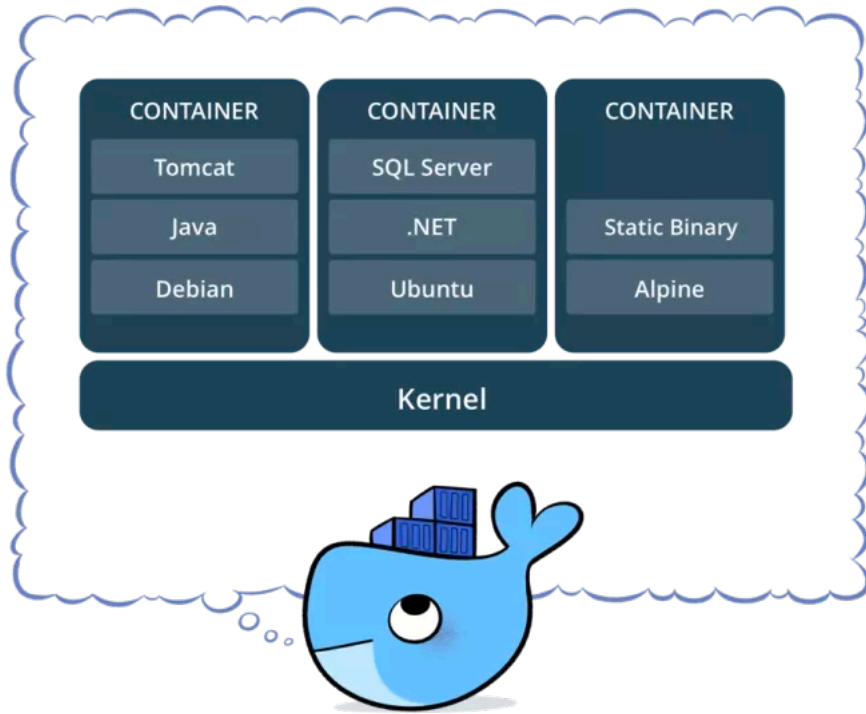 CONTAINER
Tomcat
Java
Debian
CONTAINER
SQL Server
.NET
Ubuntu
CONTAINER
Static Binary
Alpine
Kernel